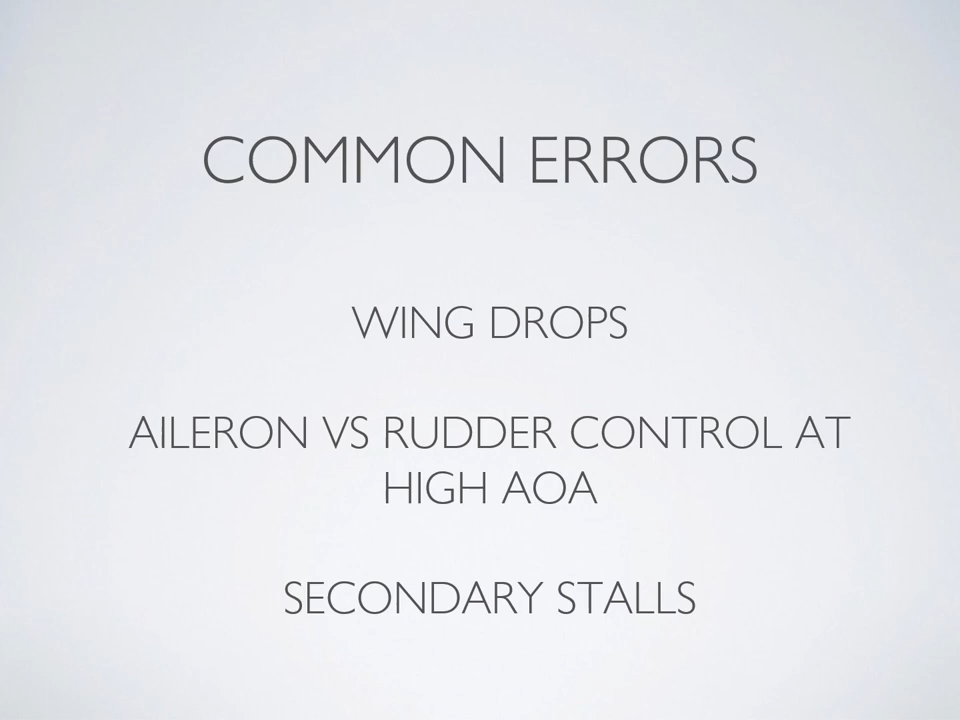 COMMON ERRORS
WING DROPS
AILERON VS RUDDER CONTROL AT
HIGH AOA
SECONDARY STALLS